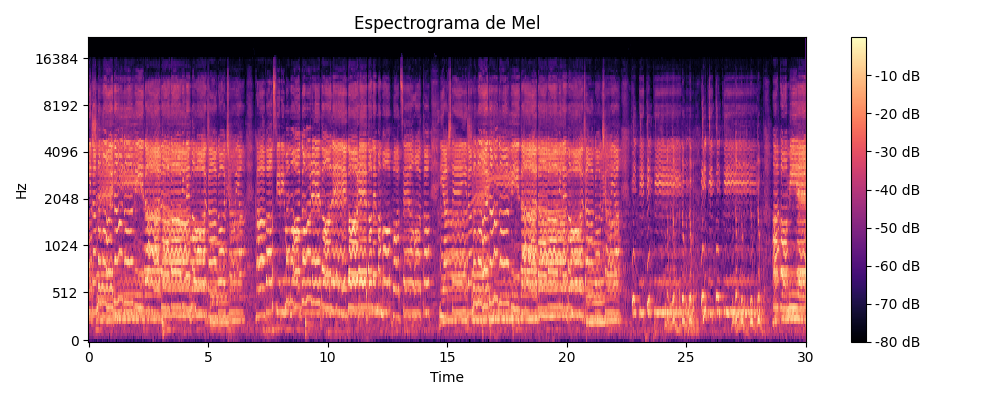 Espectrograma de Mel
Hz
16384
8192
4096
2048
1024
512
0
0 5 10 15 20 25 30
Time
-10 dB
-20 dB
-30 dB
-40 dB
-50 dB
-60 dB
-70 dB
-80 dB